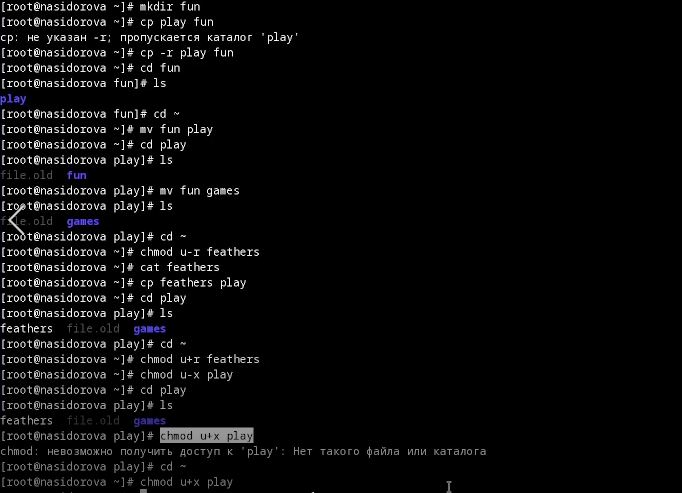 [root@nasidorova ~]# mkdir fun
[root@nasidorova ~]# cp play fun
cp: не указан -r; пропускается каталог 'play'
[root@nasidorova ~]# cp -r play fun
[root@nasidorova ~]# cd fun
[root@nasidorova fun]# ls
play
[root@nasidorova fun]# cd ~
[root@nasidorova ~]# mv fun play
[root@nasidorova ~]# cd play
[root@nasidorova play]# ls
file.old  fun
[root@nasidorova play]# mv fun games
[root@nasidorova play]# ls
file.old  games
[root@nasidorova play]# cd ~
[root@nasidorova ~]# chmod u-r feathers
[root@nasidorova ~]# cat feathers
[root@nasidorova ~]# cp feathers play
[root@nasidorova ~]# cd play
[root@nasidorova play]# ls
feathers  file.old  games
[root@nasidorova play]# cd ~
[root@nasidorova ~]# chmod u+r feathers
[root@nasidorova ~]# chmod u-x play
[root@nasidorova ~]# cd play
[root@nasidorova play]# ls
feathers  file.old  games
[root@nasidorova play]# chmod u+x play
chmod: невозможно получить доступ к 'play': Нет такого файла или каталога
[root@nasidorova play]# cd ~
[root@nasidorova ~]# chmod u+x play